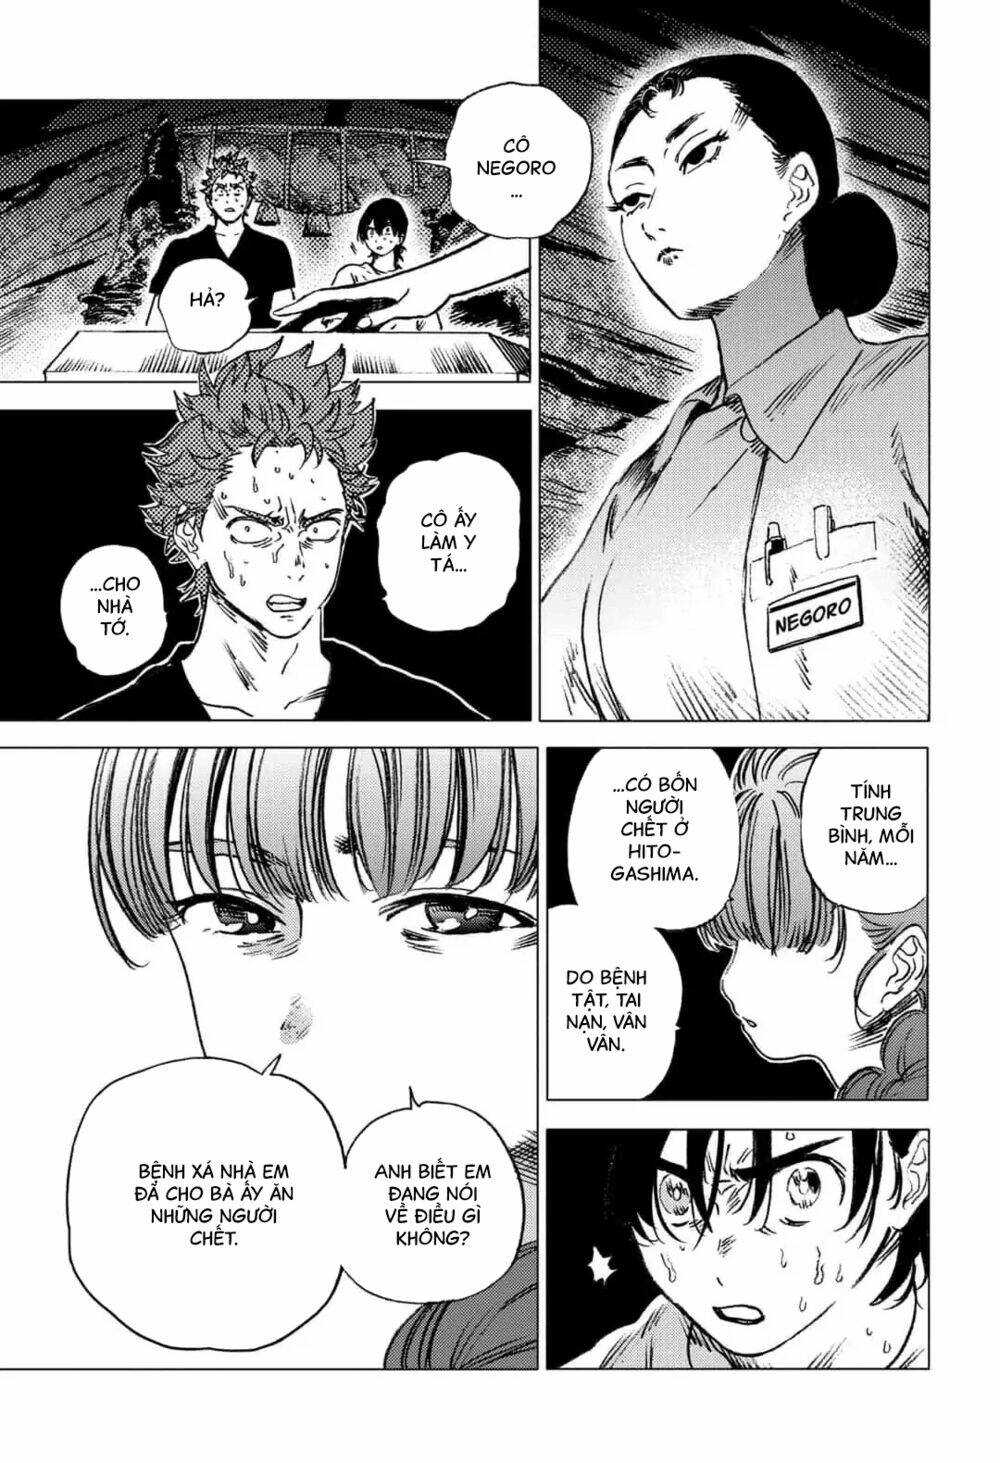 CÔ
NEGORO
...
HẢ?
NEGORO
CÔ ẤY
LÀM Y
TÁ...
...CHO
NHÀ
TỚ.
TÍNH
TRUNG
BÌNH, MỖI
NĂM...
...CÓ BỐN
NGƯỜI
CHẾT Ở
HITO-
GASHIMA.
DO BỆNH
TẬT, TAI
NẠN, VÂN
VÂN.
ANH BIẾT EM
ĐANG NÓI
VỀ ĐIỀU GÌ
KHÔNG?
BỆNH XÁ NHÀ EM
ĐÃ CHO BÀ ẤY ĂN
NHỮNG NGƯỜI
CHẾT.